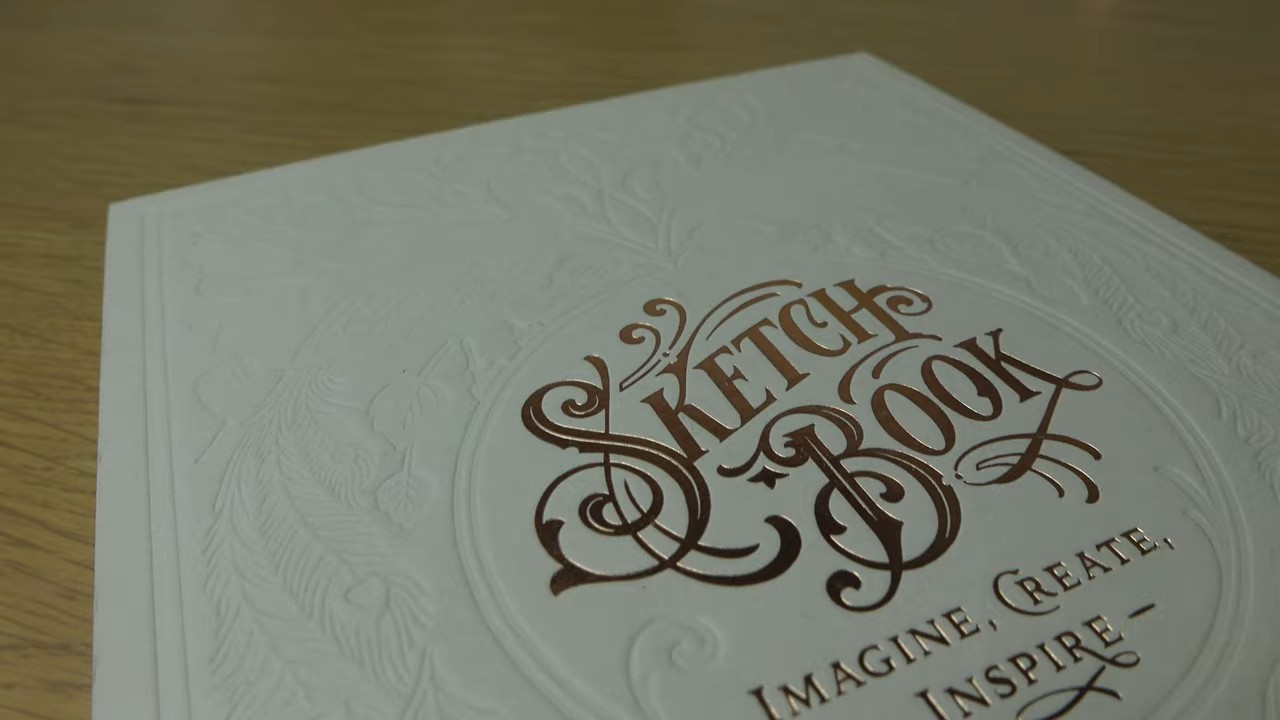 SKETCH
BOOK
IMAGINE, CREATE,
INSPIRE –